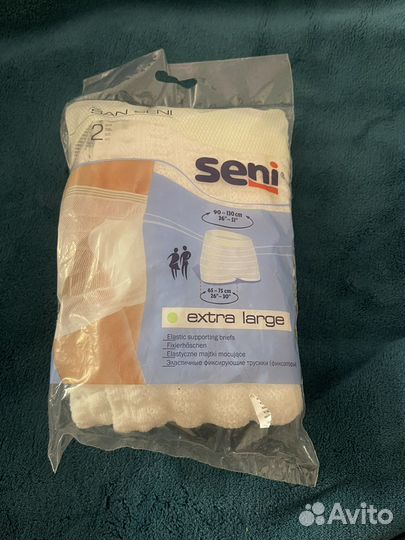 SAN SENI
2
seni
90 – 130 cm
36" – 51"
65 – 75 cm
26" – 30"
extra large
Elastic supporting briefs
Fixierhöschen
Elastyczne majtki mocujące
Эластичные фиксирующие трусики (фиксаторы)
Avito